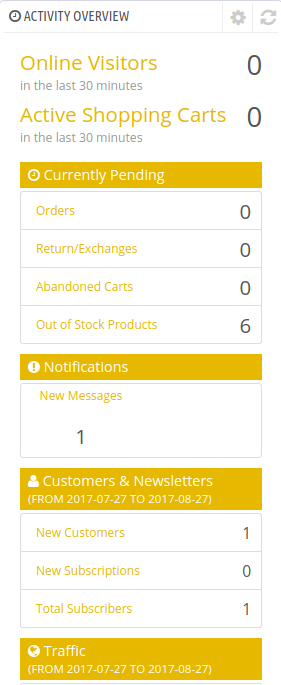 ACTIVITY OVERVIEW
Online Visitors 0
in the last 30 minutes
Active Shopping Carts 0
in the last 30 minutes
Currently Pending
Orders 0
Return/Exchanges 0
Abandoned Carts 0
Out of Stock Products 6
Notifications
New Messages
1
Customers & Newsletters
(FROM 2017-07-27 TO 2017-08-27)
New Customers 1
New Subscriptions 0
Total Subscribers 1
Traffic
(FROM 2017-07-27 TO 2017-08-27)